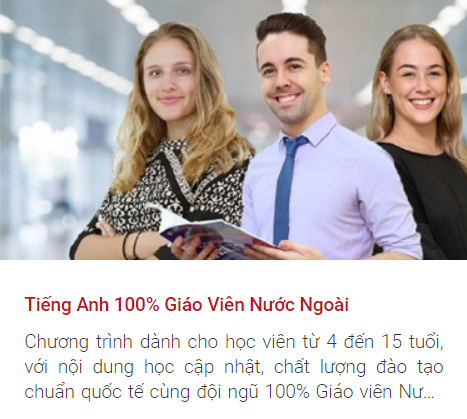 Tiếng Anh 100% Giáo Viên Nước Ngoài
Chương trình dành cho học viên từ 4 đến 15 tuổi,
với nội dung học cập nhật, chất lượng đào tạo
chuẩn quốc tế cùng đội ngũ 100% Giáo viên Nư...